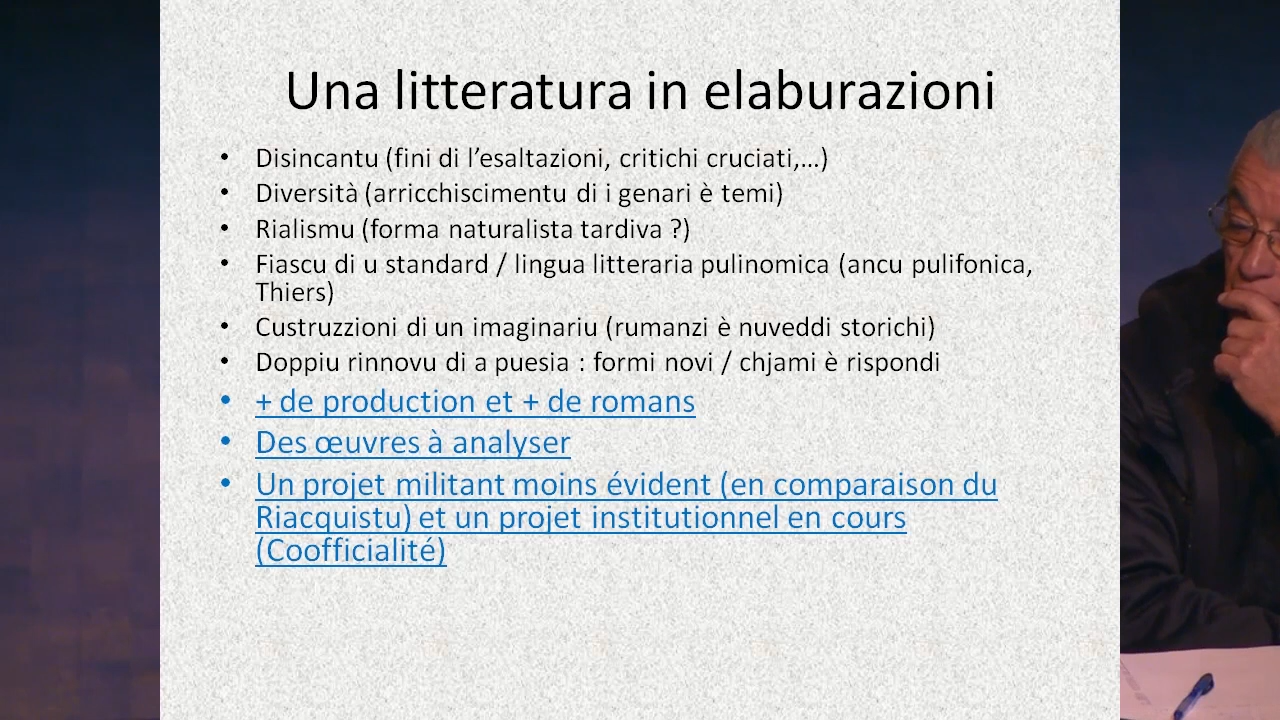 Una litteratura in elaburazioni
• Disincantu (fini di l’esaltazioni, critichi cruciati,…)
• Diversità (arricchiscimentu di i genari è temi)
• Rialismu (forma naturalista tardiva ?)
• Fiascu di u standard / lingua litteraria pulinomica (ancu pulifonica,
Thiers)
• Custruzzioni di un imaginariu (rumanzi è nuveddi storichi)
• Doppiu rinnovu di a puesia : formi novi / chjami è rispondi
• + de production et + de romans
• Des œuvres à analyser
• Un projet militant moins évident (en comparaison du
Riacquistu) et un projet institutionnel en cours
(Coofficialité)